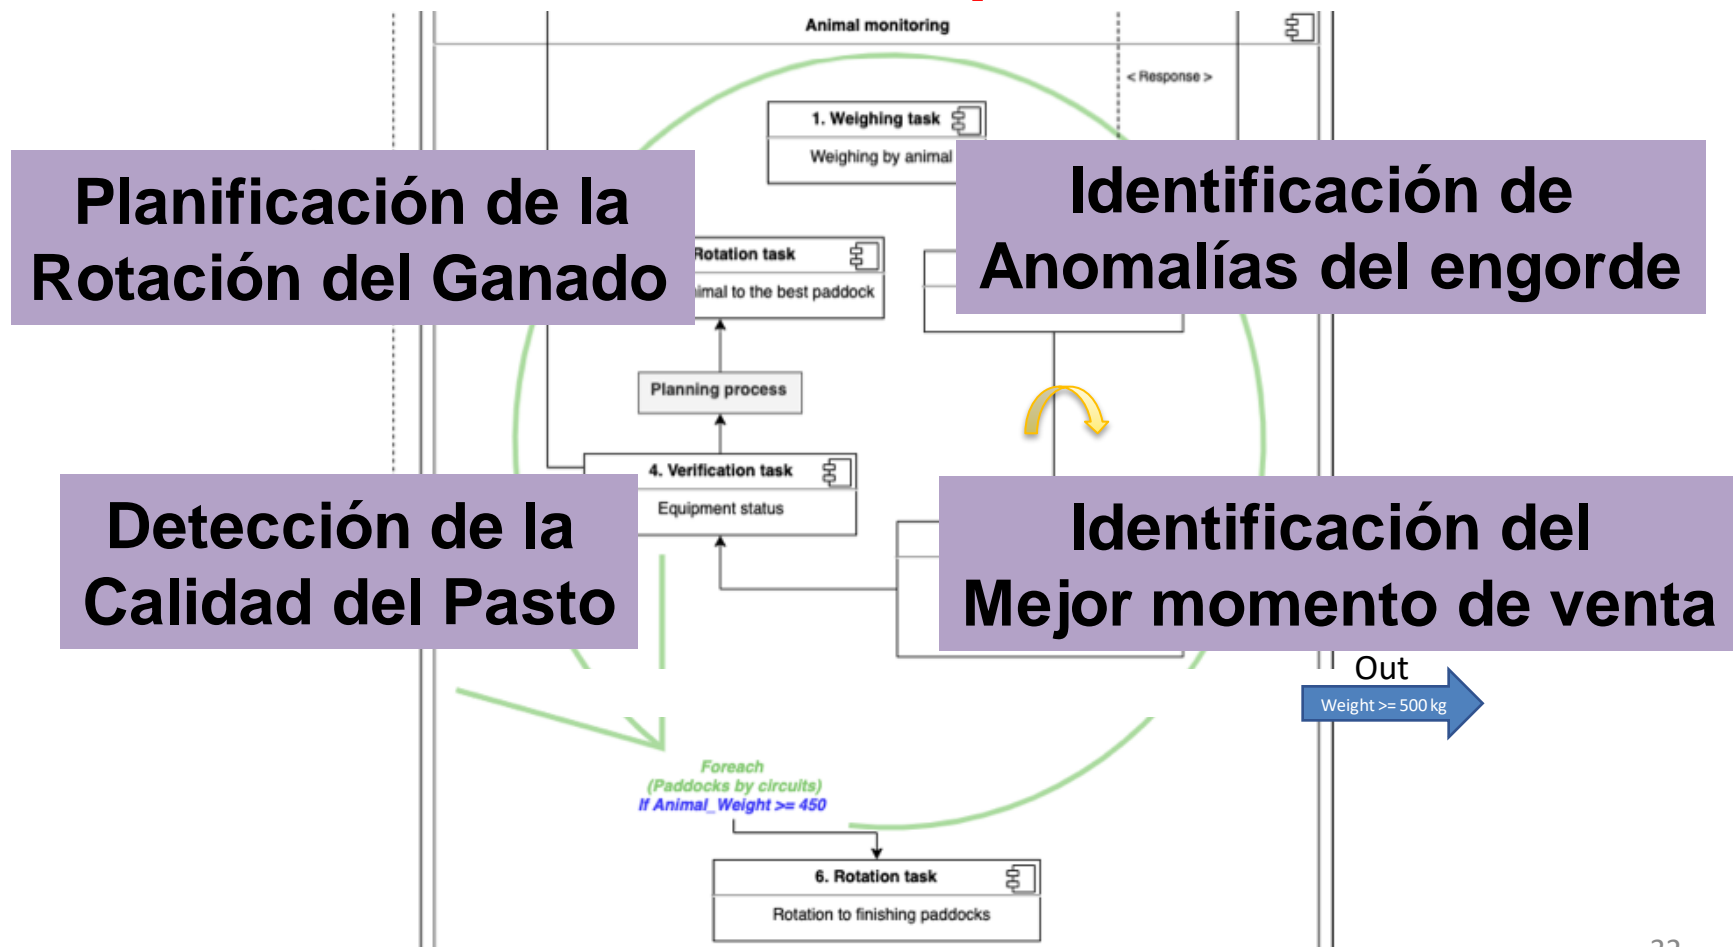 Animal monitoring
< Response >
1. Weighing task
Weighing by animal
Planificación de la
Rotación del Ganado
Identificación de
Anomalías del engorde
Rotation task
to the best paddock
Planning process
4. Verification task
Equipment status
Detección de la
Calidad del Pasto
Identificación del
Mejor momento de venta
Out
Weight >= 500 kg
Foreach
(Paddocks by circuits)
If Animal_Weight >= 450
6. Rotation task
Rotation to finishing paddocks